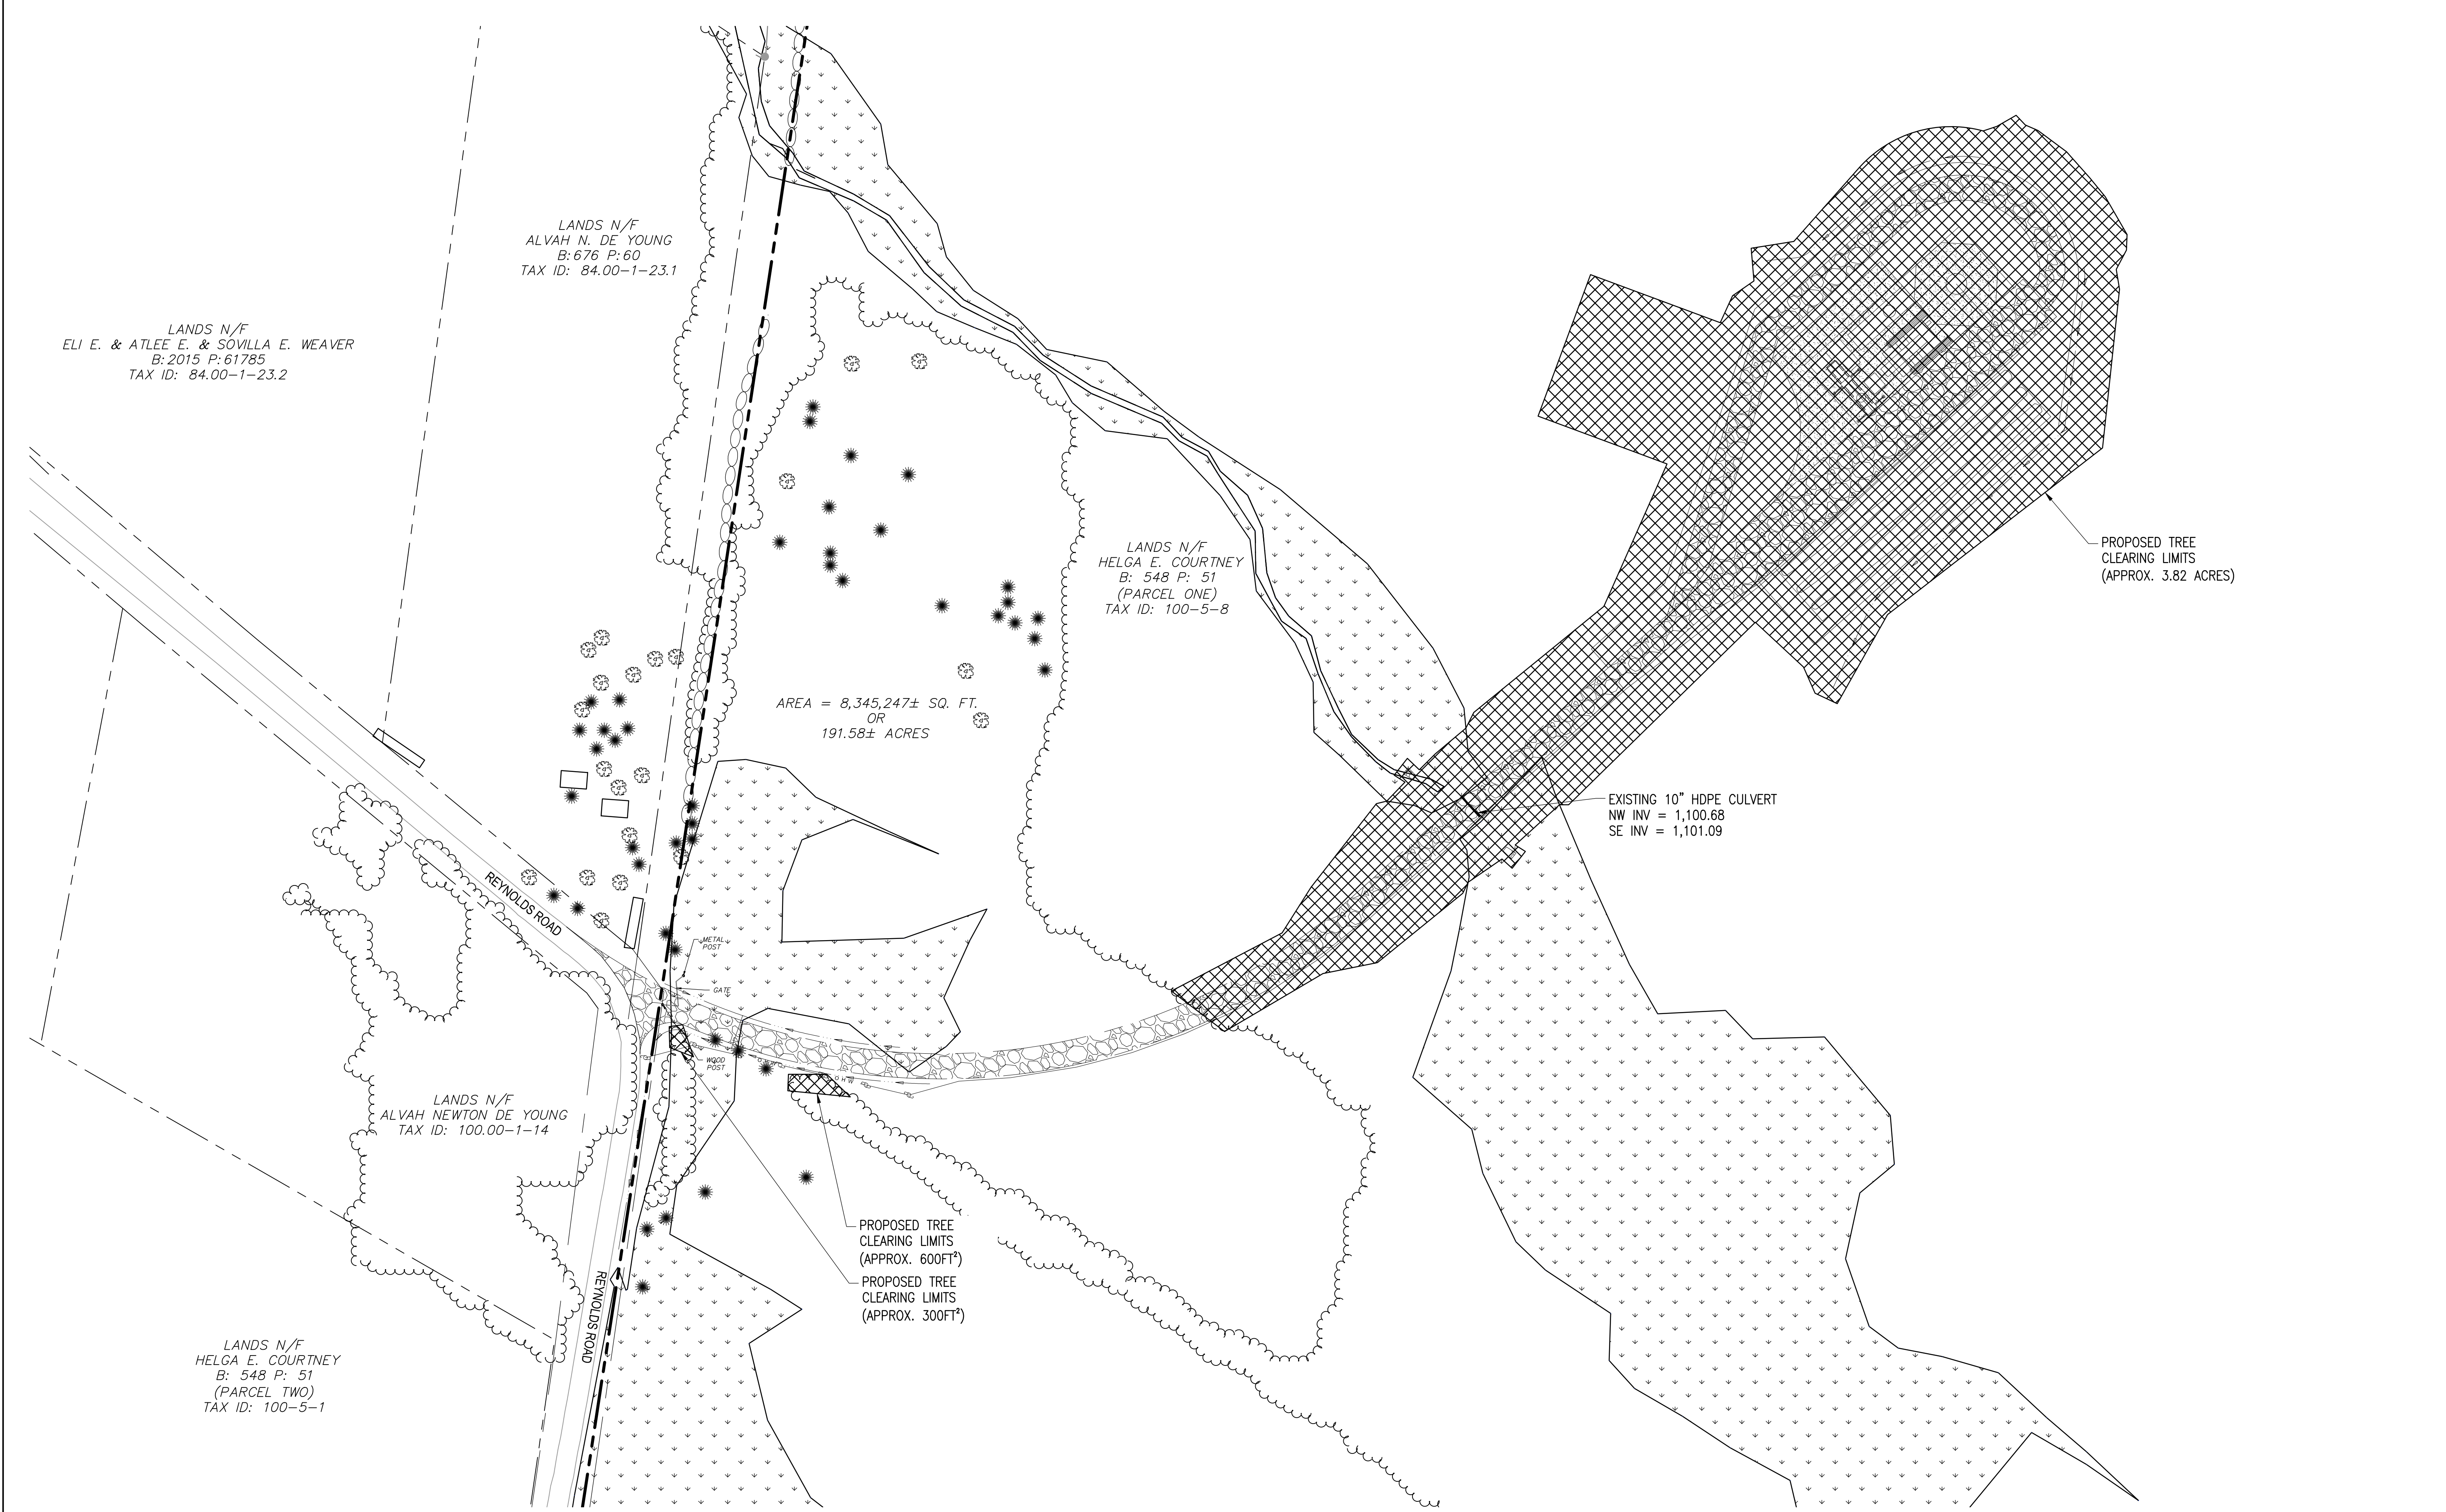 LANDS N/F
ALVAH N. DE YOUNG
B:676 P:60
TAX ID: 84.00-1-23.1
LANDS N/F
ELI E. & ATLEE E. & SOVILLA E. WEAVER
B:2015 P:61785
TAX ID: 84.00-1-23.2
LANDS N/F
HELGA E. COURTNEY
B: 548 P: 51
(PARCEL ONE)
TAX ID: 100-5-8
PROPOSED TREE
CLEARING LIMITS
(APPROX. 3.82 ACRES)
AREA = 8,345,247± SQ. FT.
OR
191.58± ACRES
EXISTING 10" HDPE CULVERT
NW INV = 1,100.68
SE INV = 1,101.09
REYNOLDS ROAD
METAL
POST
GATE
WOOD
POST
OHW
LANDS N/F
ALVAH NEWTON DE YOUNG
TAX ID: 100.00-1-14
PROPOSED TREE
CLEARING LIMITS
(APPROX. 600FT²)
PROPOSED TREE
CLEARING LIMITS
(APPROX. 300FT²)
REYNOLDS ROAD
LANDS N/F
HELGA E. COURTNEY
B: 548 P: 51
(PARCEL TWO)
TAX ID: 100-5-1